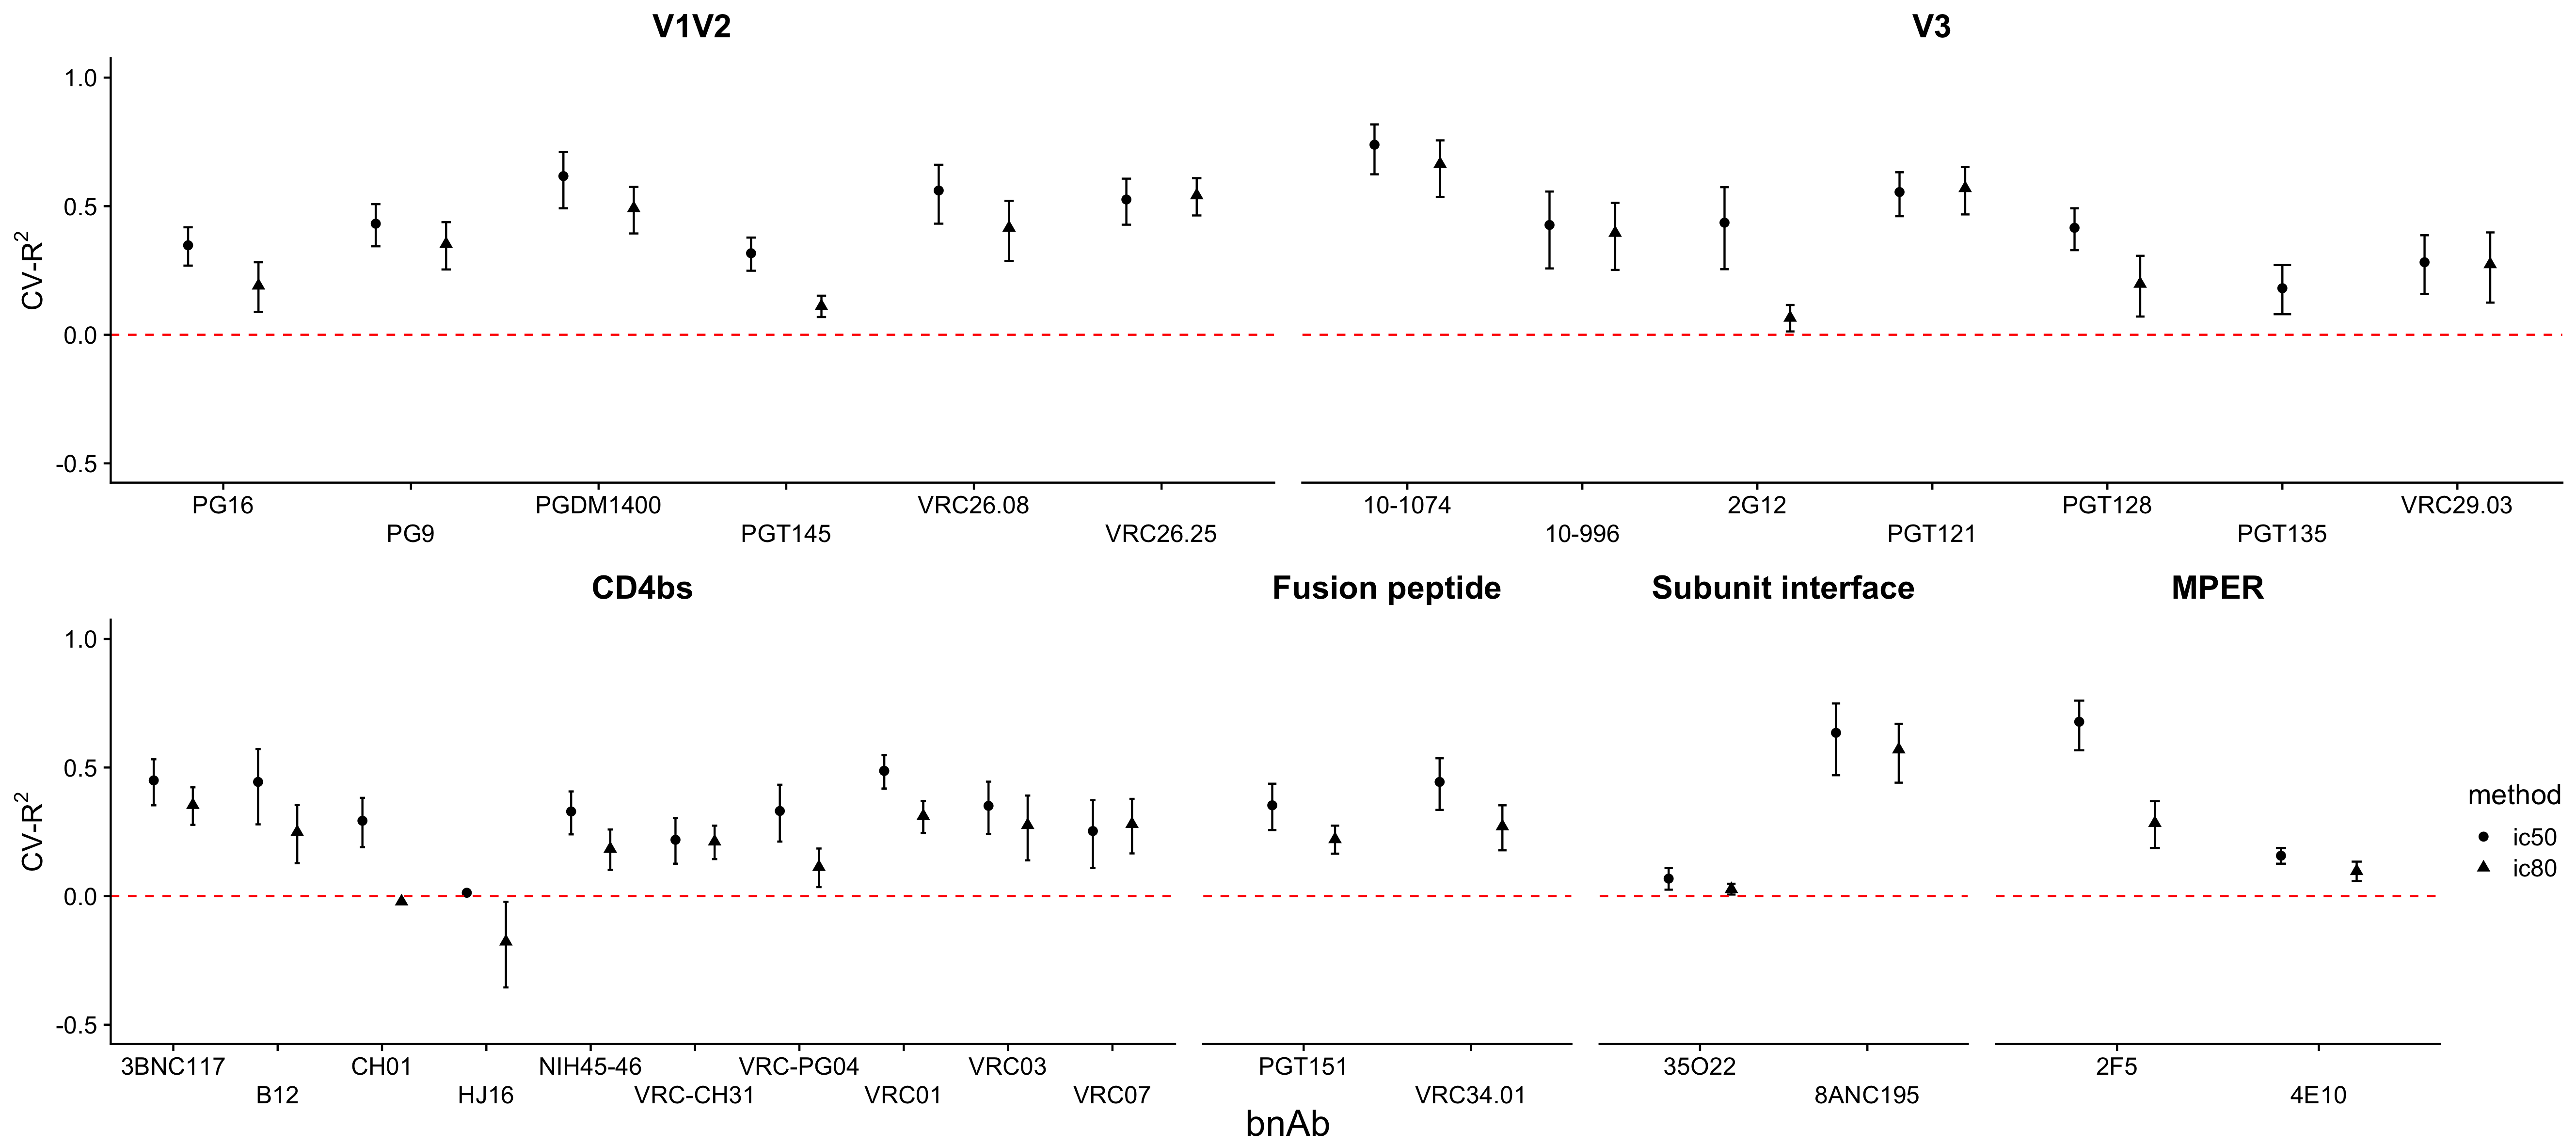 V1V2
V3
CV-R²
1.0
0.5
0.0
-0.5
PG16
PG9
PGDM1400
PGT145
VRC26.08
VRC26.25
10-1074
10-996
2G12
PGT121
PGT128
PGT135
VRC29.03
CD4bs
Fusion peptide
Subunit interface
MPER
CV-R²
1.0
0.5
0.0
-0.5
3BNC117
B12
CH01
HJ16
NIH45-46
VRC-CH31
VRC-PG04
VRC01
VRC03
VRC07
PGT151
VRC34.01
35O22
8ANC195
2F5
4E10
bnAb
method
ic50
ic80